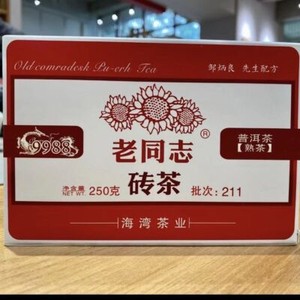 Old comradesk Pu-erh Tea
邹炳良 先生配方
9988
老同志®
普洱茶
【熟茶】
砖茶
净含量
NET WT. 250克
批次:211
海湾茶业